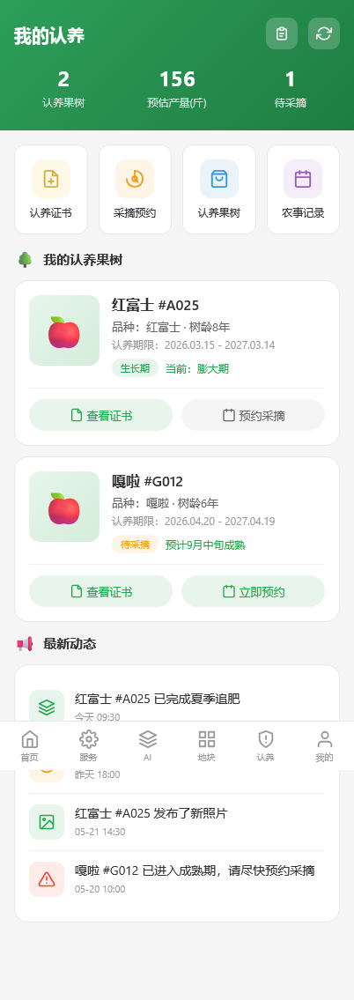 我的认养
2
156
1
认养果树
预估产量(斤)
待采摘
认养证书
采摘预约
认养果树
农事记录
我的认养果树
红富士 #A025
品种：红富士 · 树龄8年
认养期限：2026.03.15 - 2027.03.14
生长期
当前：膨大期
查看证书
预约采摘
嘎啦 #G012
品种：嘎啦 · 树龄6年
认养期限：2026.04.20 - 2027.04.19
待采摘
预计9月中旬成熟
查看证书
立即预约
最新动态
红富士 #A025 已完成夏季追肥
今天 09:30
首页
服务
AI
地块
认养
我的
昨天 18:00
红富士 #A025 发布了新照片
05-21 14:30
嘎啦 #G012 已进入成熟期，请尽快预约采摘
05-20 10:00